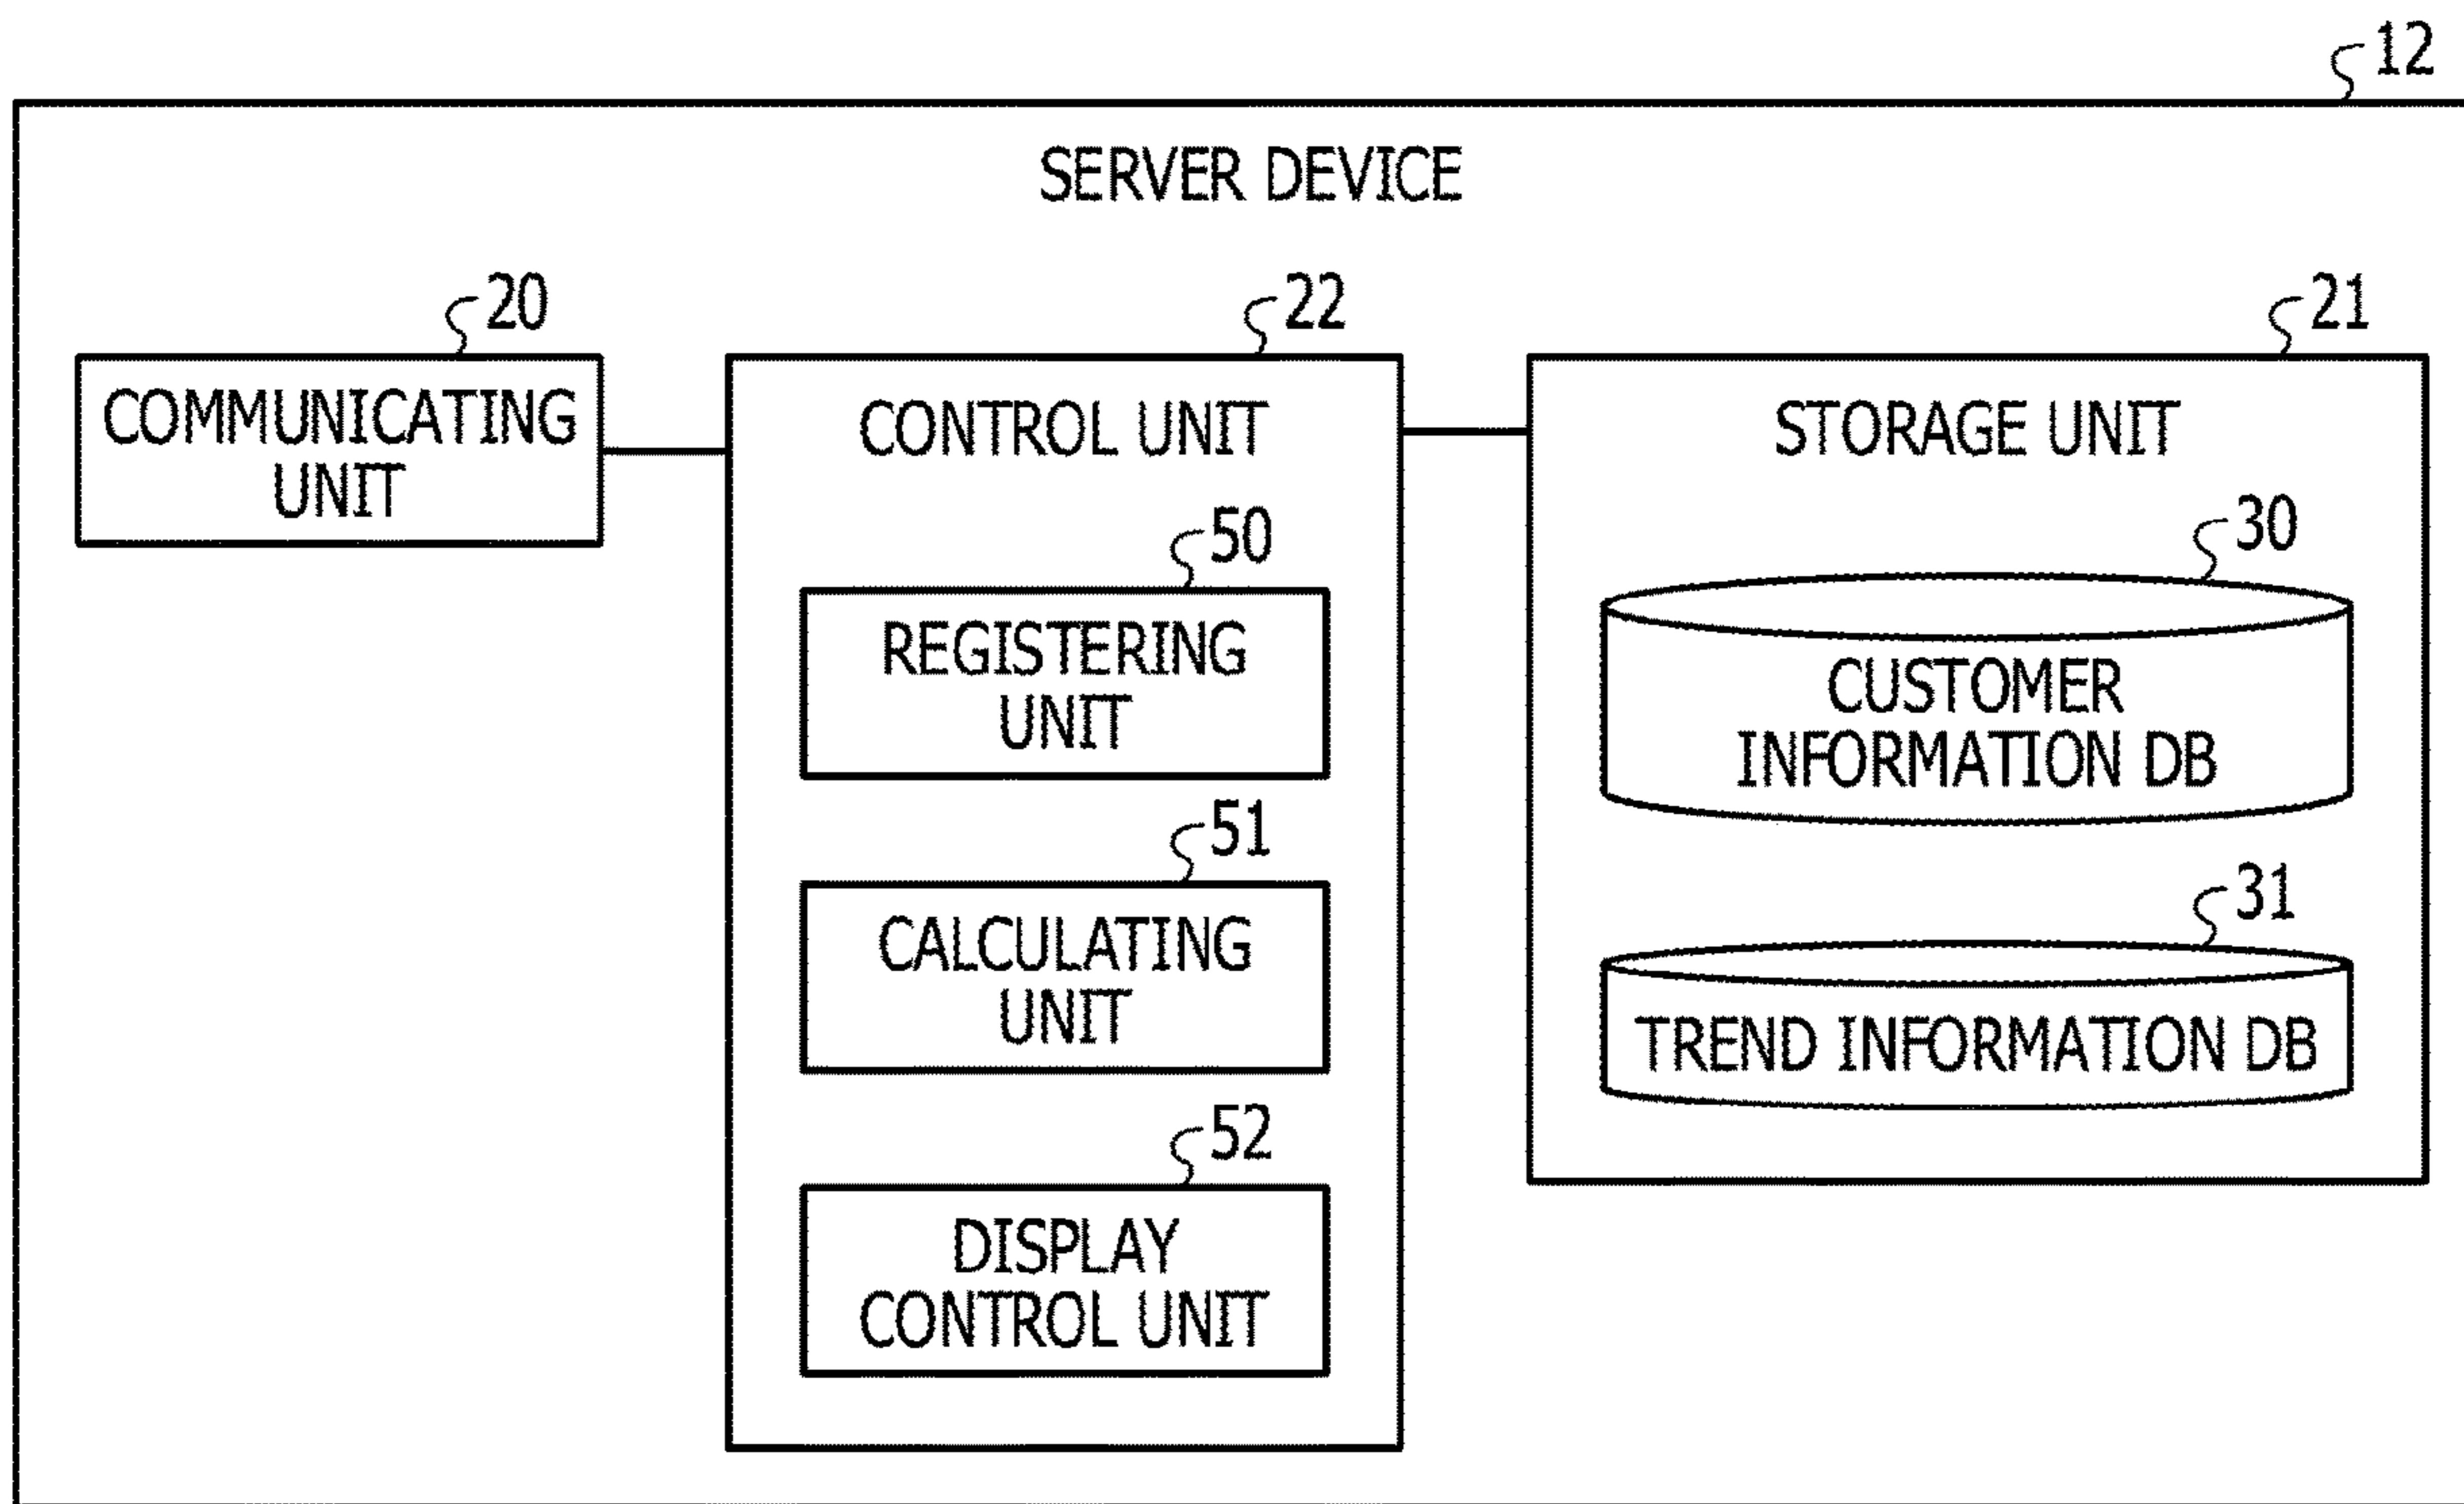 12
SERVER DEVICE
20
COMMUNICATING
UNIT
22
CONTROL UNIT
50
REGISTERING
UNIT
51
CALCULATING
UNIT
52
DISPLAY
CONTROL UNIT
21
STORAGE UNIT
30
CUSTOMER
INFORMATION DB
31
TREND INFORMATION DB